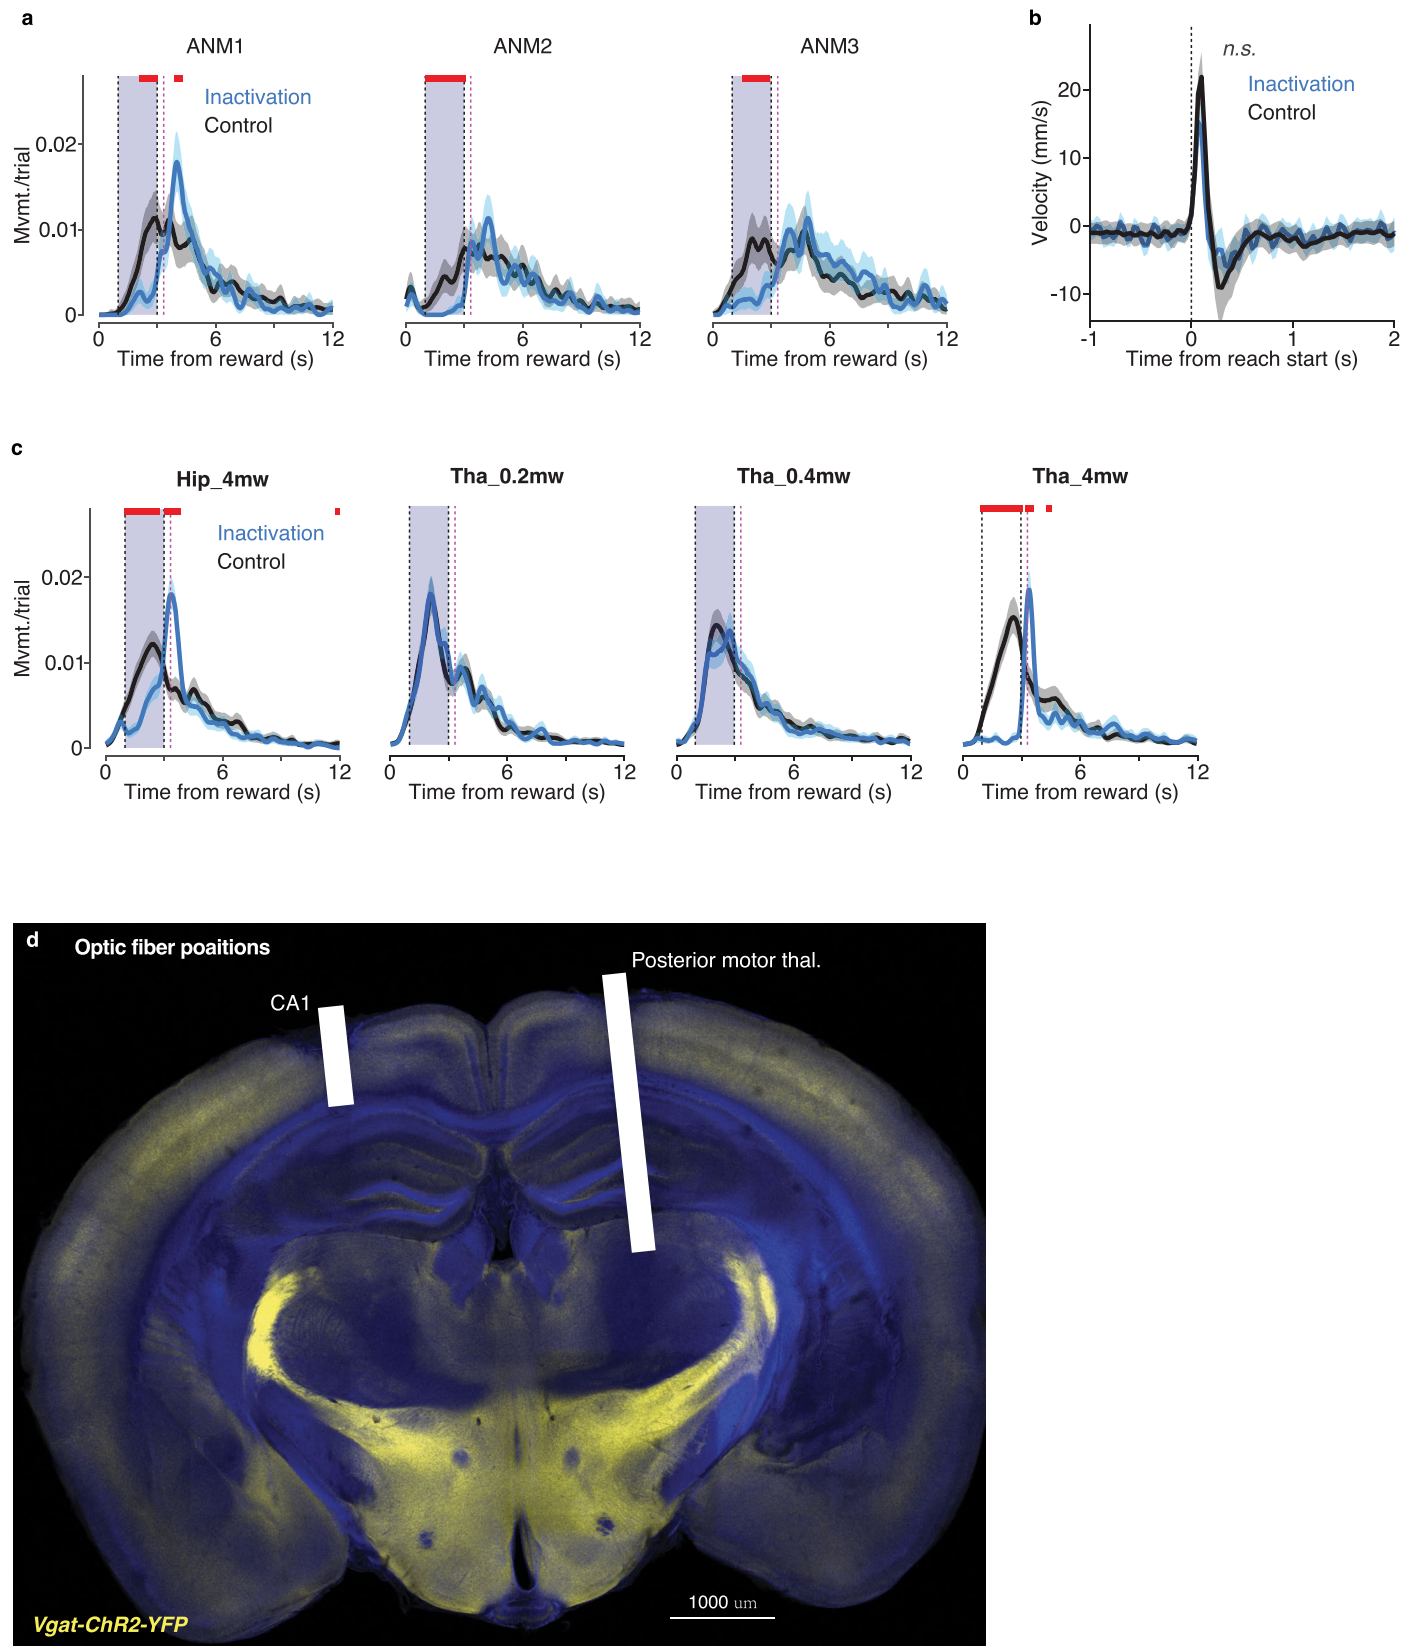 a
ANM1
ANM2
ANM3
Inactivation
Control
Mvmt./trial
0.02
0.01
0
0 6 12
Time from reward (s)
0 6 12
Time from reward (s)
0 6 12
Time from reward (s)
b
n.s.
Inactivation
Control
Velocity (mm/s)
20
10
0
-10
-1 0 1 2
Time from reach start (s)
c
Hip_4mw
Tha_0.2mw
Tha_0.4mw
Tha_4mw
Inactivation
Control
Mvmt./trial
0.02
0.01
0
0 6 12
Time from reward (s)
0 6 12
Time from reward (s)
0 6 12
Time from reward (s)
0 6 12
Time from reward (s)
d
Optic fiber poaitions
Posterior motor thal.
CA1
1000 um
Vgat-ChR2-YFP